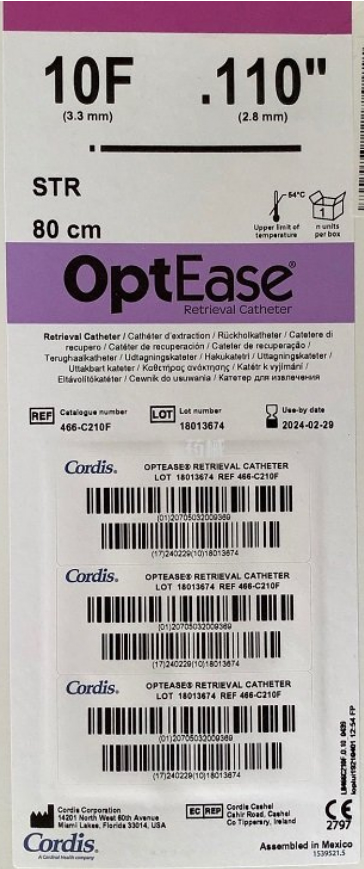 10F .110"
(3.3 mm) (2.8 mm)
STR
80 cm
54°C
Upper limit of
temperature
1
n units
per box
OptEase®
Retrieval Catheter
Retrieval Catheter / Cathéter d'extraction / Rückholkatheter / Catetere di
recupero / Catéter de recuperación / Cateter de recuperação /
Terughaalkatheter / Udtagningskateter / Hakukatetri / Uttagningskateter /
Uttakbart kateter / Καθετήρας ανάκτησης / Katétr k vyjímání /
Eltávolítókatéter / Cewnik do usuwania / Катетер для извлечения
REF Catalogue number
466-C210F
LOT Lot number
18013674
Use-by date
2024-02-29
Cordis. OPTEASE® RETRIEVAL CATHETER
LOT 18013674 REF 466-C210F
(01)20705032009369
(17)240229(10)18013674
Cordis. OPTEASE® RETRIEVAL CATHETER
LOT 18013674 REF 466-C210F
(01)20705032009369
(17)240229(10)18013674
Cordis. OPTEASE® RETRIEVAL CATHETER
LOT 18013674 REF 466-C210F
(01)20705032009369
(17)240229(10)18013674
Cordis Corporation
14201 North West 60th Avenue
Miami Lakes, Florida 33014, USA
EC REP Cordis Cashel
Cahir Road, Cashel
Co Tipperary, Ireland
CE
2797
Cordis.
A Cardinal Health company
Assembled in Mexico
1539521.5